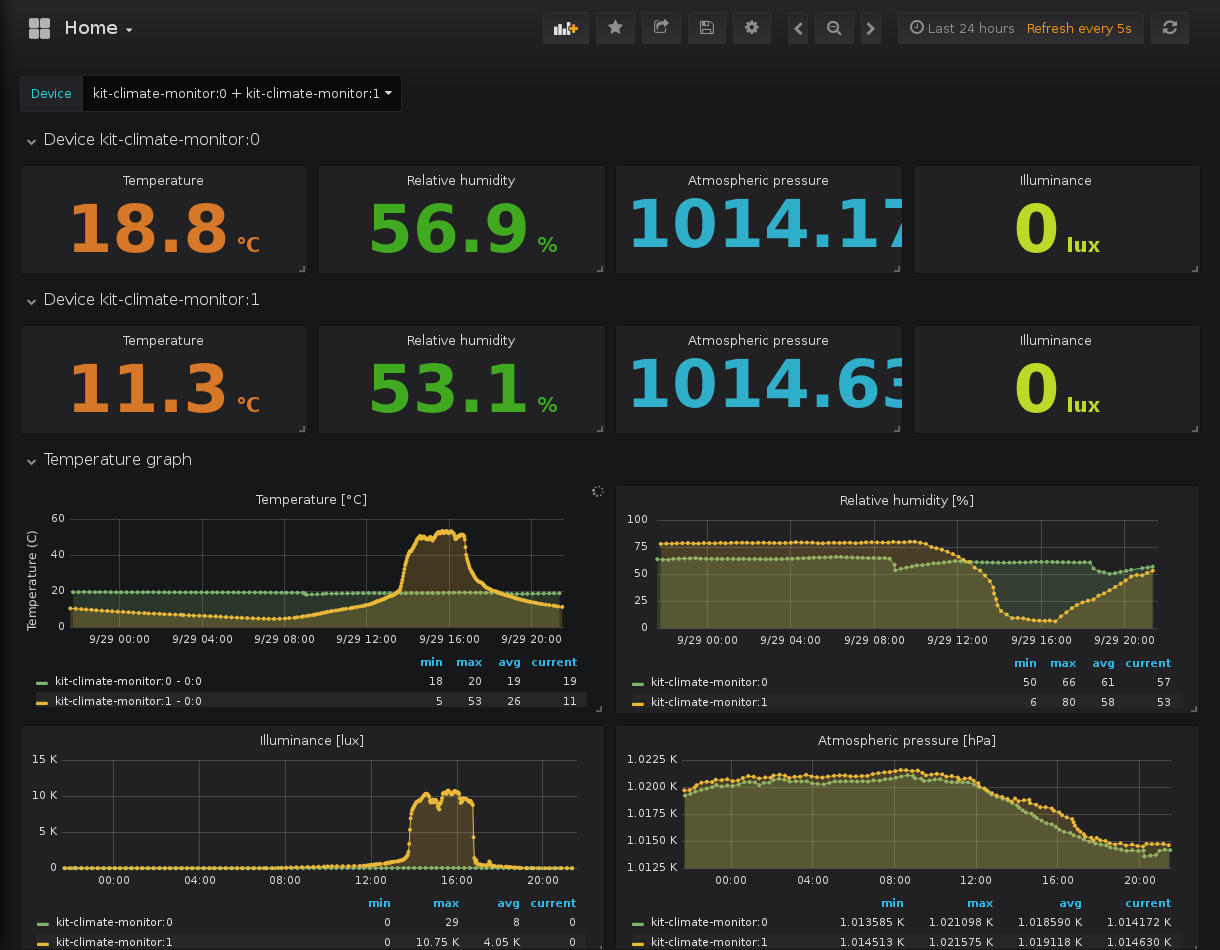 Home
Last 24 hours Refresh every 5s
Device kit-climate-monitor:0 + kit-climate-monitor:1
Device kit-climate-monitor:0
Temperature Relative humidity Atmospheric pressure Illuminance
18.8 °C 56.9 % 1014.17 0 lux
Device kit-climate-monitor:1
Temperature Relative humidity Atmospheric pressure Illuminance
11.3 °C 53.1 % 1014.63 0 lux
Temperature graph
Temperature [°C]
Temperature (C)
60
40
20
0
9/29 00:00 9/29 04:00 9/29 08:00 9/29 12:00 9/29 16:00 9/29 20:00
min max avg current
kit-climate-monitor:0 - 0:0 18 20 19 19
kit-climate-monitor:1 - 0:0 5 53 26 11
Relative humidity [%]
100
75
50
25
0
9/29 00:00 9/29 04:00 9/29 08:00 9/29 12:00 9/29 16:00 9/29 20:00
min max avg current
kit-climate-monitor:0 50 66 61 57
kit-climate-monitor:1 6 80 58 53
Illuminance [lux]
15 K
10 K
5 K
0
00:00 04:00 08:00 12:00 16:00 20:00
min max avg current
kit-climate-monitor:0 0 29 8 0
kit-climate-monitor:1 0 10.75 K 4.05 K 0
Atmospheric pressure [hPa]
1.0225 K
1.0200 K
1.0175 K
1.0150 K
1.0125 K
00:00 04:00 08:00 12:00 16:00 20:00
min max avg current
kit-climate-monitor:0 1.013585 K 1.021098 K 1.018590 K 1.014172 K
kit-climate-monitor:1 1.014513 K 1.021575 K 1.019118 K 1.014630 K